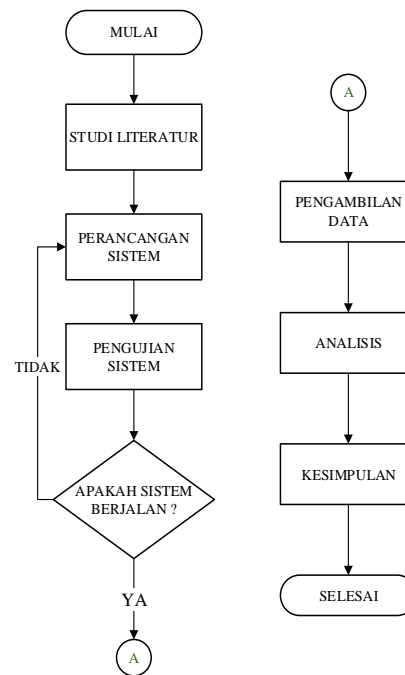 MULAI
STUDI LITERATUR
PERANCANGAN
SISTEM
PENGUJIAN
SISTEM
TIDAK
APAKAH SISTEM
BERJALAN ?
YA
A
A
PENGAMBILAN
DATA
ANALISIS
KESIMPULAN
SELESAI